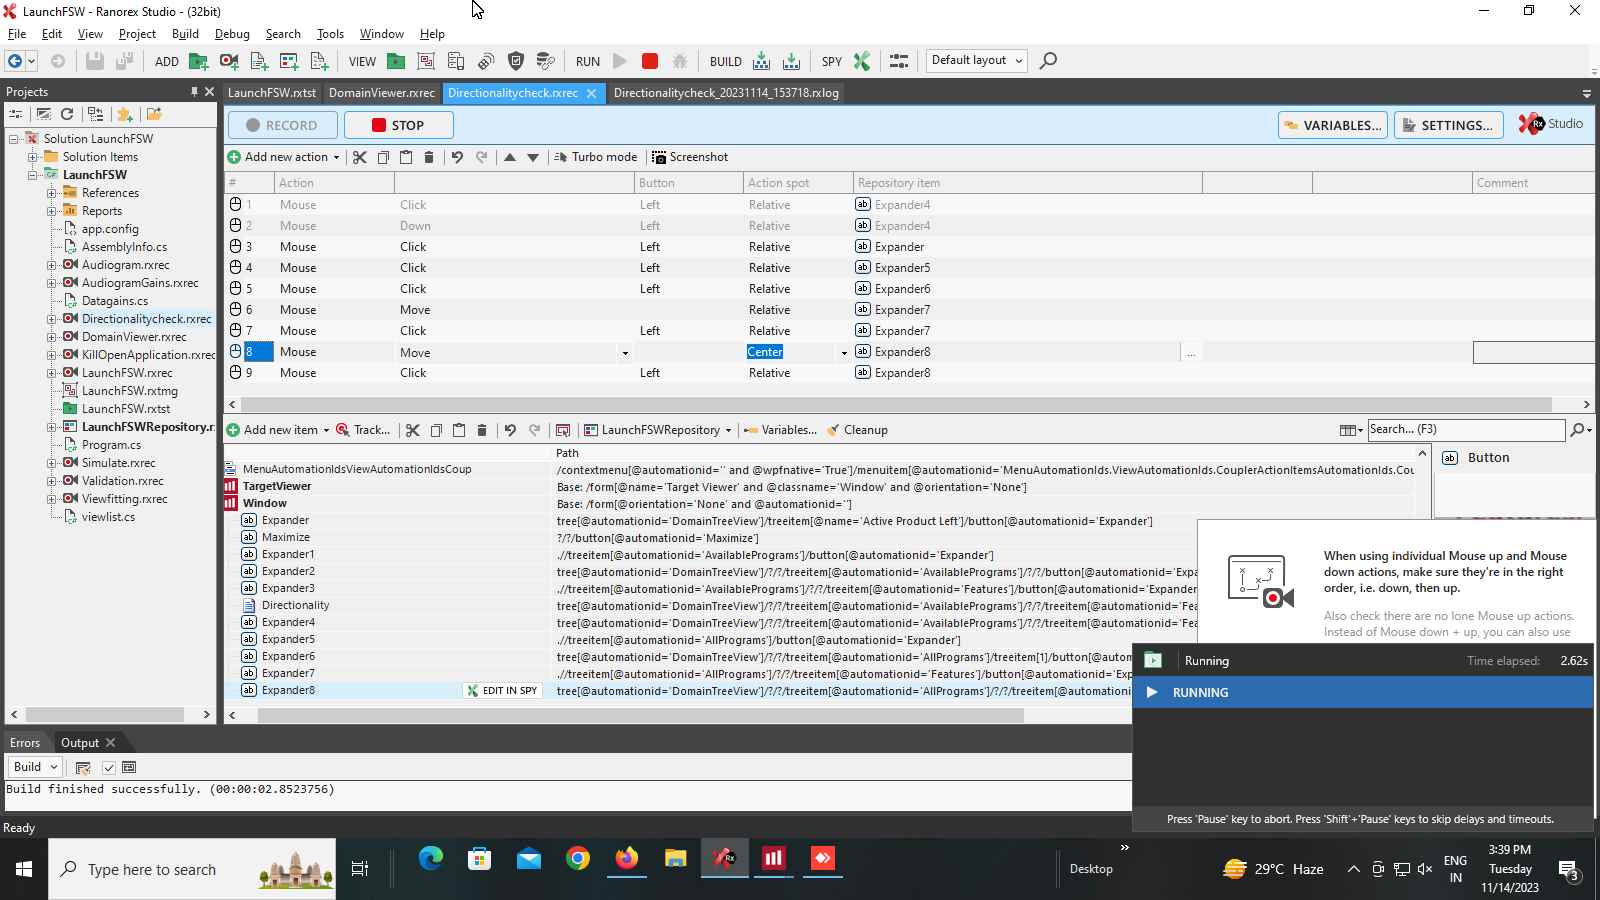 LaunchFSW - Ranorex Studio - (32bit)
File Edit View Project Build Debug Search Tools Window Help
ADD VIEW RUN BUILD SPY Default layout
Projects
LaunchFSW.rxtst DomainViewer.rxrec Directionalitycheck.rxrec Directionalitycheck_20231114_153718.rxlog
RECORD STOP VARIABLES... SETTINGS... Rx Studio
Solution LaunchFSW
Solution Items
LaunchFSW
References
Reports
app.config
AssemblyInfo.cs
Audiogram.rxrec
AudiogramGains.rxrec
Datagains.cs
Directionalitycheck.rxrec
DomainViewer.rxrec
KillOpenApplication.rxrec
LaunchFSW.rxrec
LaunchFSW.rxtmg
LaunchFSW.rxtst
LaunchFSWRepository.r
Program.cs
Simulate.rxrec
Validation.rxrec
Viewfitting.rxrec
viewlist.cs
Add new action Turbo mode Screenshot
# Action Button Action spot Repository item Comment
1 Mouse Click Left Relative Expander4
2 Mouse Down Left Relative Expander4
3 Mouse Click Left Relative Expander
4 Mouse Click Left Relative Expander5
5 Mouse Click Left Relative Expander6
6 Mouse Move Relative Expander7
7 Mouse Click Left Relative Expander7
8 Mouse Move Center Expander8 ...
9 Mouse Click Left Relative Expander8
Add new item Track... LaunchFSWRepository Variables... Cleanup Search... (F3)
Path
MenuAutomationIdsViewAutomationIdsCoup /contextmenu[@automationid='' and @wpfnative='True']/menuitem[@automationid='MenuAutomationIds.ViewAutomationIds.CouplerActionItemsAutomationIds.Cou
TargetViewer Base: /form[@name='Target Viewer' and @classname='Window' and @orientation='None']
Window Base: /form[@orientation='None' and @automationid='']
Expander tree[@automationid='DomainTreeView']/treeitem[@name='Active Product Left']/button[@automationid='Expander']
Maximize ?/?/button[@automationid='Maximize']
Expander1 .//treeitem[@automationid='AvailablePrograms']/button[@automationid='Expander']
Expander2 tree[@automationid='DomainTreeView']/?/?/treeitem[@automationid='AvailablePrograms']/?/?/button[@automationid='Expa
Expander3 .//treeitem[@automationid='AvailablePrograms']/?/?/treeitem[@automationid='Features']/button[@automationid='Expander
Directionality tree[@automationid='DomainTreeView']/?/?/treeitem[@automationid='AvailablePrograms']/?/?/treeitem[@automationid='Fea
Expander4 tree[@automationid='DomainTreeView']/?/?/treeitem[@automationid='AvailablePrograms']/?/?/treeitem[@automationid='Fea
Expander5 .//treeitem[@automationid='AllPrograms']/button[@automationid='Expander']
Expander6 tree[@automationid='DomainTreeView']/?/?/treeitem[@automationid='AllPrograms']/treeitem[1]/button[@autom
Expander7 .//treeitem[@automationid='AllPrograms']/?/?/treeitem[@automationid='Features']/button[@automationid='Exp
Expander8 EDIT IN SPY tree[@automationid='DomainTreeView']/?/?/treeitem[@automationid='AllPrograms']/?/?/treeitem[@automationi
Button
When using individual Mouse up and Mouse
down actions, make sure they're in the right
order, i.e. down, then up.
Also check there are no lone Mouse up actions.
Instead of Mouse down + up, you can also use
Running Time elapsed: 2.62s
RUNNING
Press 'Pause' key to abort. Press 'Shift'+'Pause' keys to skip delays and timeouts.
Errors Output
Build
Build finished successfully. (00:00:02.8523756)
Ready
Type here to search
Desktop
29°C Haze
ENG
IN
3:39 PM
Tuesday
11/14/2023
3